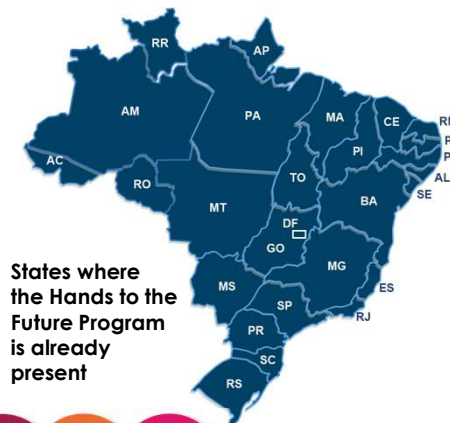 RR
AP
AM
PA
MA
CE
PI
AC
RO
TO
AL
SE
MT
BA
DF
GO
MG
MS
ES
SP
RJ
PR
SC
RS
States where
the Hands to the
Future Program
is already
present